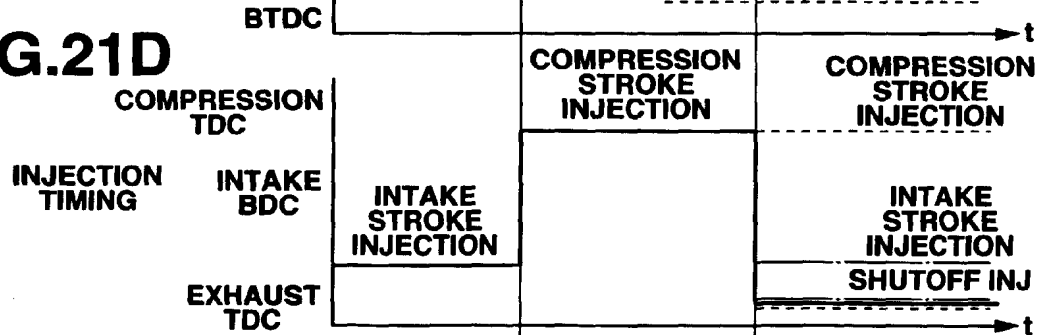 BTDC
t
G.21D
COMPRESSION
STROKE
INJECTION
COMPRESSION
STROKE
INJECTION
COMPRESSION
TDC
INJECTION
TIMING
INTAKE
BDC
INTAKE
STROKE
INJECTION
INTAKE
STROKE
INJECTION
SHUTOFF INJ
EXHAUST
TDC
t